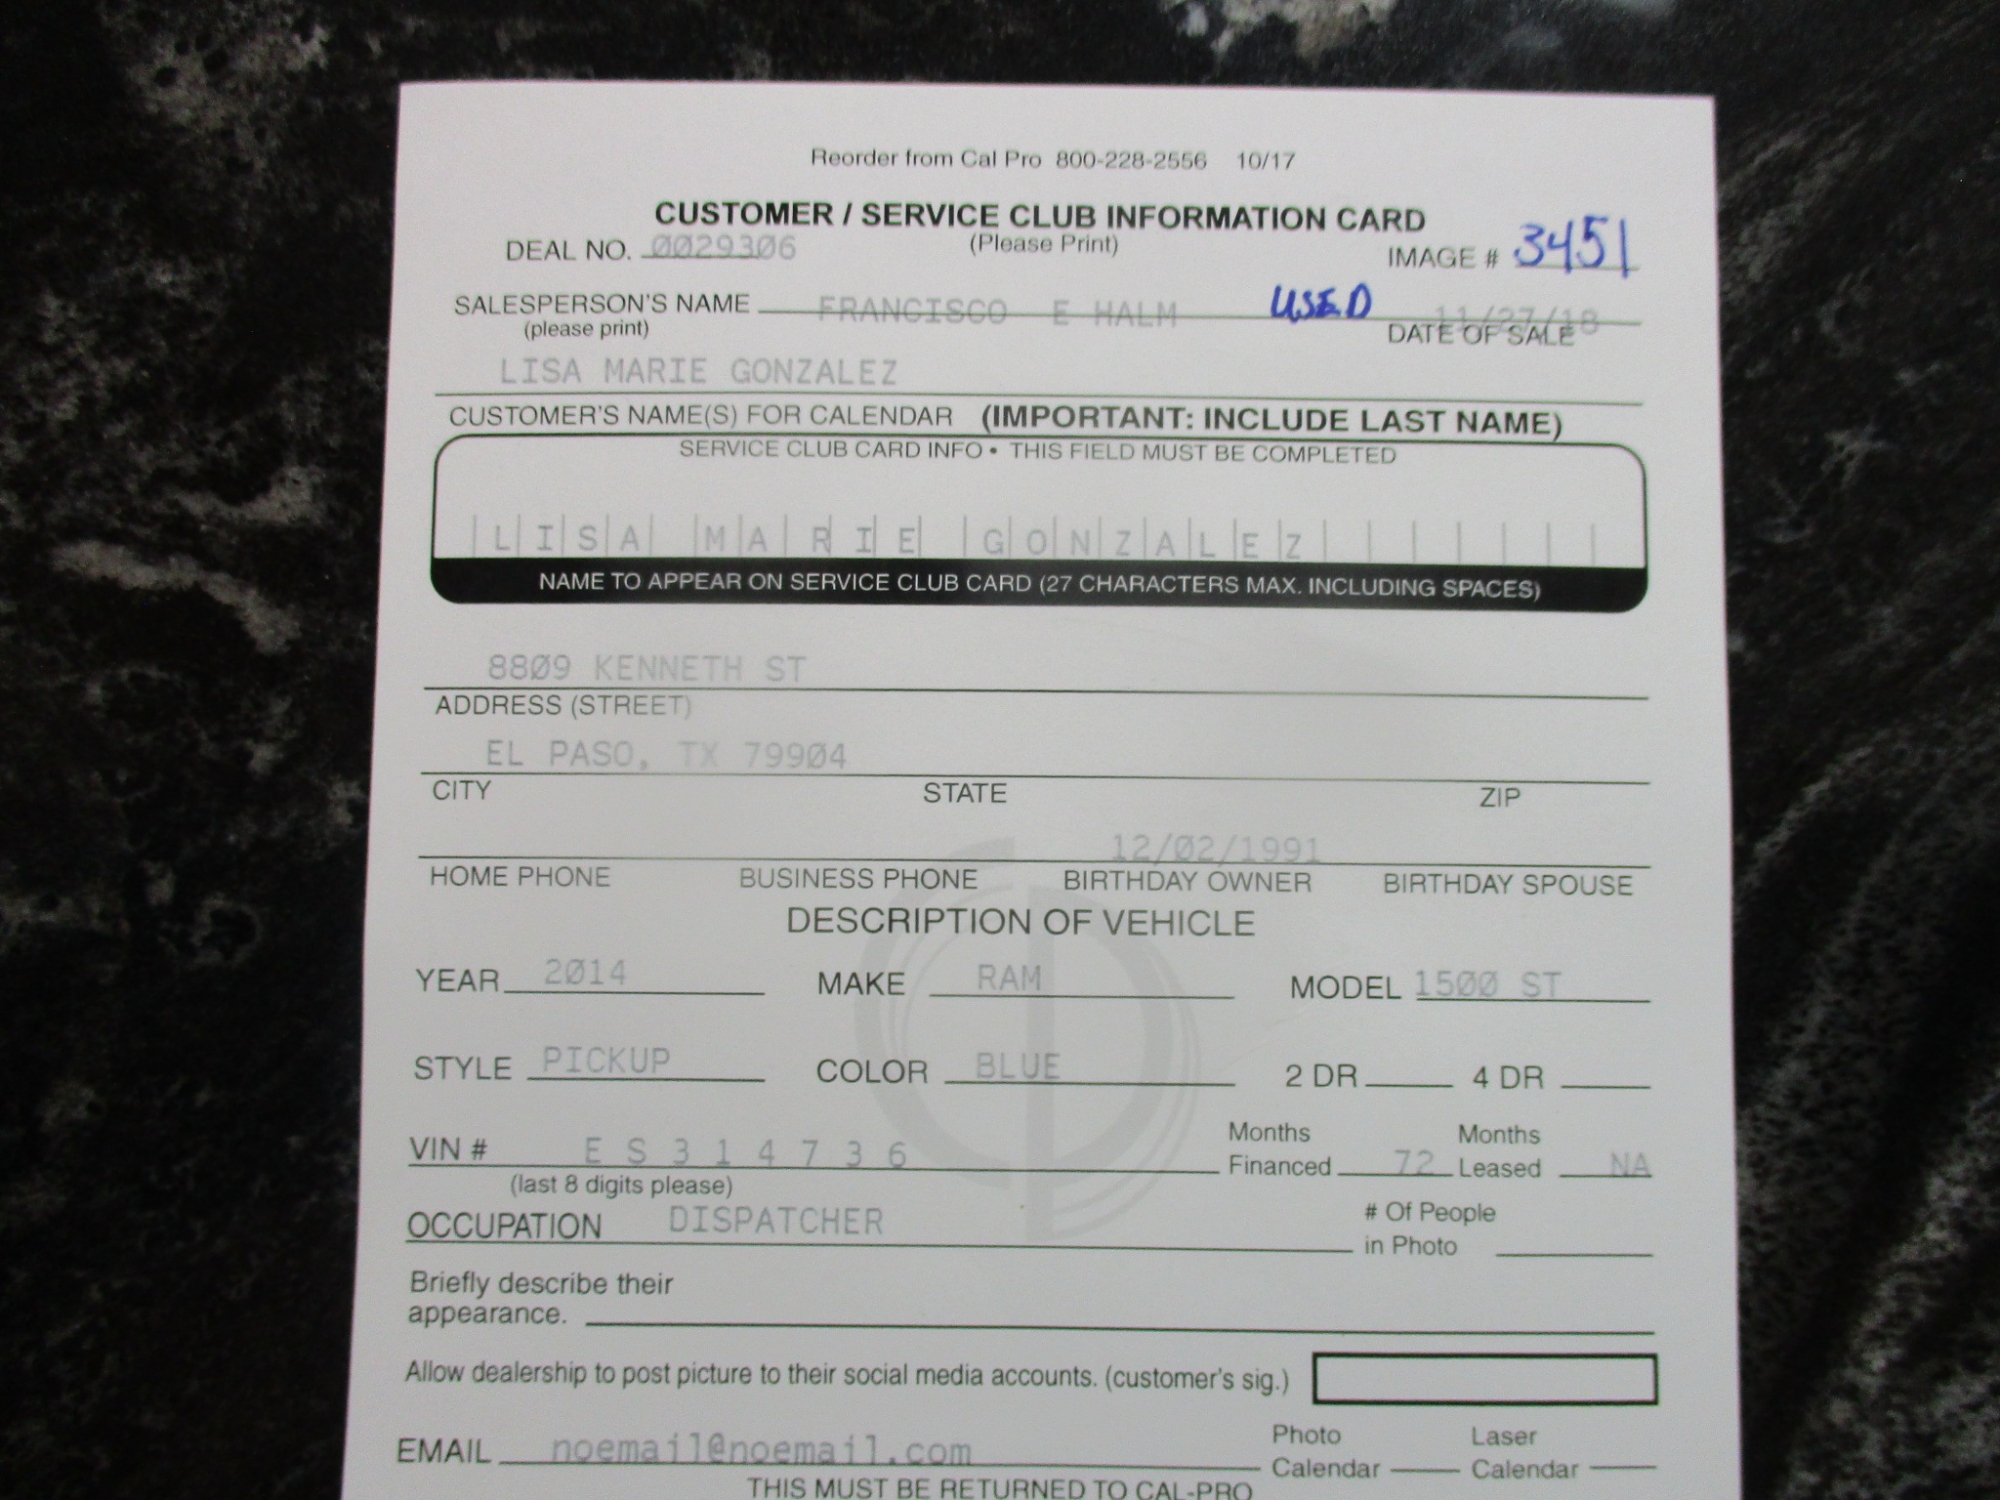 Reorder from Cal Pro 800-228-2556 10/17
CUSTOMER / SERVICE CLUB INFORMATION CARD
(Please Print)
DEAL NO. 0029306
IMAGE # 3451
SALESPERSON'S NAME FRANCISCO E HALM USED 11/27/18
(please print)
DATE OF SALE
LISA MARIE GONZALEZ
CUSTOMER'S NAME(S) FOR CALENDAR (IMPORTANT: INCLUDE LAST NAME)
SERVICE CLUB CARD INFO • THIS FIELD MUST BE COMPLETED
LISA MARIE GONZALEZ
NAME TO APPEAR ON SERVICE CLUB CARD (27 CHARACTERS MAX. INCLUDING SPACES)
8809 KENNETH ST
ADDRESS (STREET)
EL PASO, TX 79904
CITY STATE ZIP
12/02/1991
HOME PHONE BUSINESS PHONE BIRTHDAY OWNER BIRTHDAY SPOUSE
DESCRIPTION OF VEHICLE
YEAR 2014 MAKE RAM MODEL 1500 ST
STYLE PICKUP COLOR BLUE 2 DR 4 DR
VIN # E S 3 1 4 7 3 6 Months Financed 72 Months Leased NA
(last 8 digits please)
OCCUPATION DISPATCHER # Of People in Photo
Briefly describe their
appearance.
Allow dealership to post picture to their social media accounts. (customer's sig.)
EMAIL noemail@noemail.com Photo Calendar Laser Calendar
THIS MUST BE RETURNED TO CAL-PRO